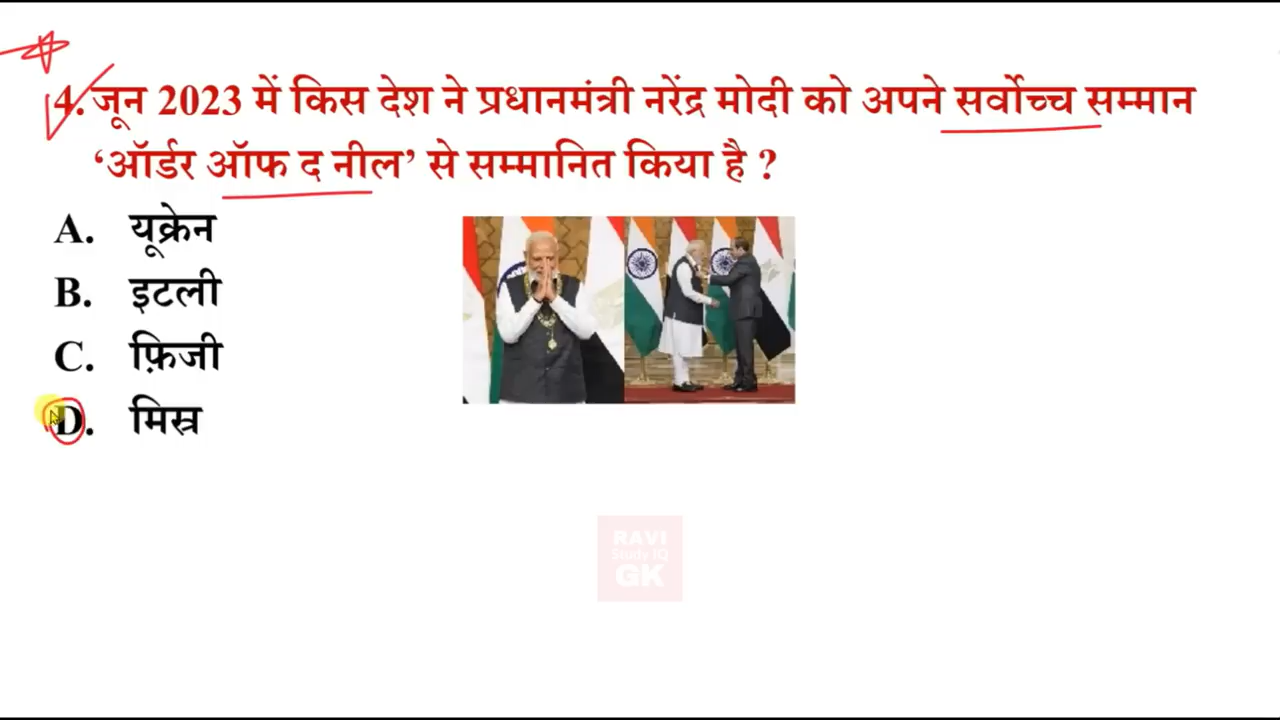 4. जून 2023 में किस देश ने प्रधानमंत्री नरेंद्र मोदी को अपने सर्वोच्च सम्मान
‘ऑर्डर ऑफ द नील’ से सम्मानित किया है ?
A. यूक्रेन
B. इटली
C. फ़िजी
D. मिस्र
RAVI
Study IQ
GK